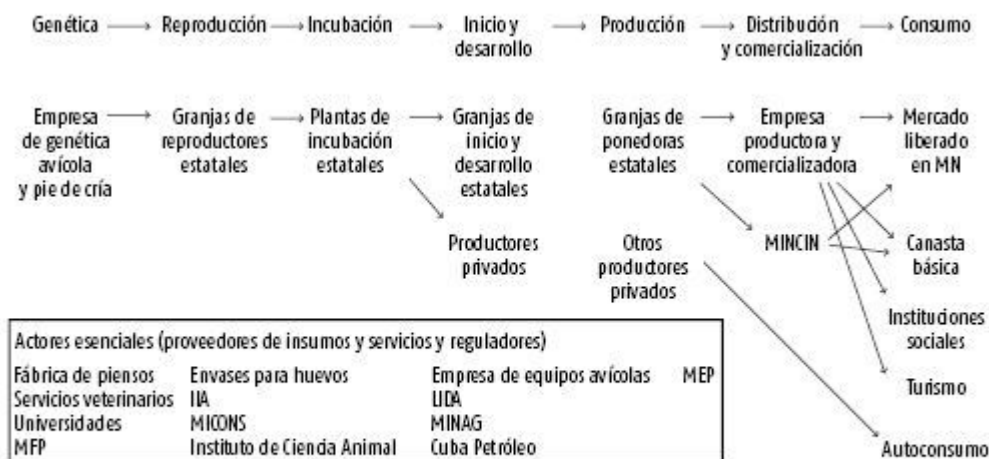 Genética Reproducción Incubación Inicio y desarrollo Producción Distribución y comercialización Consumo
Empresa de genética avícola y pie de cría
Granjas de reproductores estatales
Plantas de incubación estatales
Granjas de inicio y desarrollo estatales
Granjas de ponedoras estatales
Empresa productora y comercializadora
Mercado liberado en MN
Productores privados
Otros productores privados
MINCIN
Canasta básica
Instituciones sociales
Turismo
Autoconsumo
Actores esenciales (proveedores de insumos y servicios y reguladores)
Fábrica de piensos Envases para huevos Empresa de equipos avícolas MEP
Servicios veterinarios IIA LIDA
Universidades MICONS MINAG
MFP Instituto de Ciencia Animal Cuba Petróleo